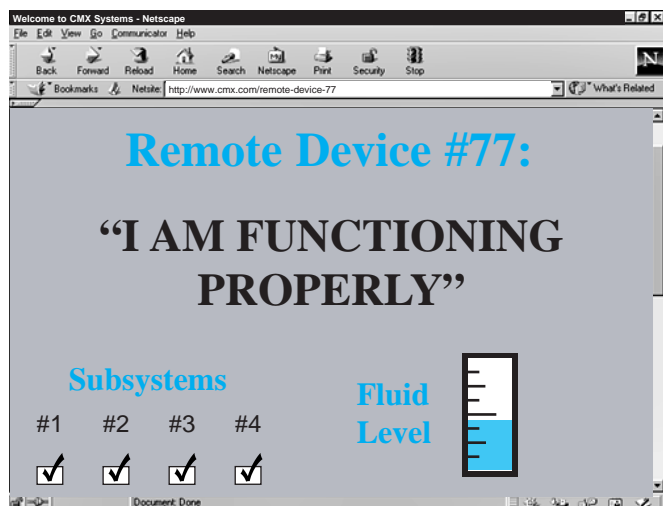 Welcome to CMX Systems - Netscape
File Edit View Go Communicator Help
Back Forward Reload Home Search Netscape Print Security Stop
N
Bookmarks Netsite: http://www.cmx.com/remote-device-77 What's Related
Remote Device #77:
“I AM FUNCTIONING
PROPERLY”
Subsystems
#1 #2 #3 #4
Fluid
Level
Document: Done